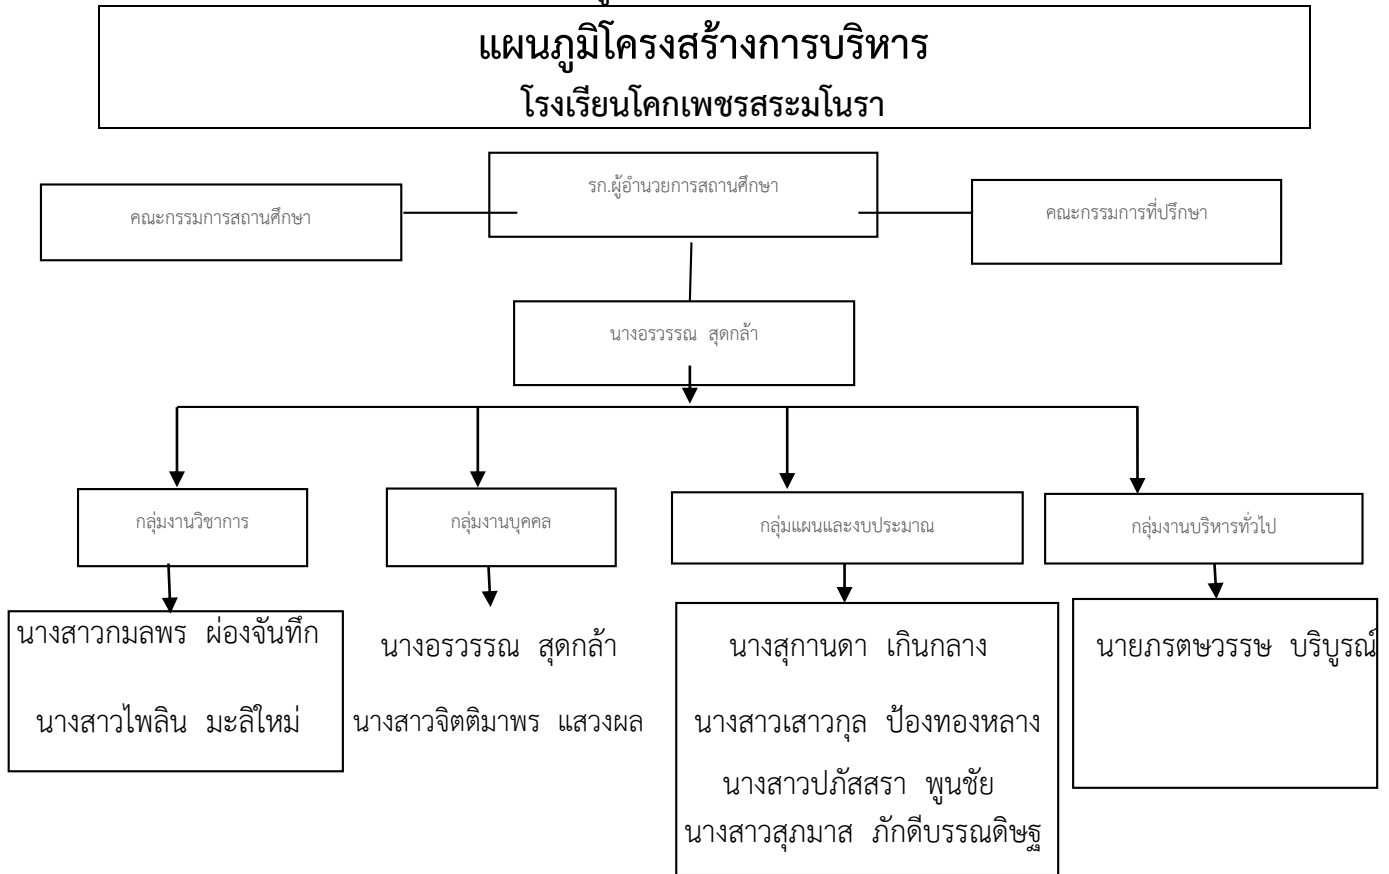 แผนภูมิโครงสร้างการบริหาร
โรงเรียนโคกเพชรสระมโนรา
รก.ผู้อำนวยการสถานศึกษา
คณะกรรมการสถานศึกษา
คณะกรรมการที่ปรึกษา
นางอรวรรณ สุดกล้า
กลุ่มงานวิชาการ
กลุ่มงานบุคคล
กลุ่มแผนและงบประมาณ
กลุ่มงานบริหารทั่วไป
นางสาวกมลพร ผ่องจันทึก
นางสาวไพลิน มะลิใหม่
นางอรวรรณ สุดกล้า
นางสาวจิตติมาพร แสวงผล
นางสุกานดา เกินกลาง
นางสาวเสาวกุล ป้องทองหลาง
นางสาวปภัสสรา พูนชัย
นางสาวสุภมาส ภักดีบรรณดิษฐ
นายภรตษวรรษ บริบูรณ์